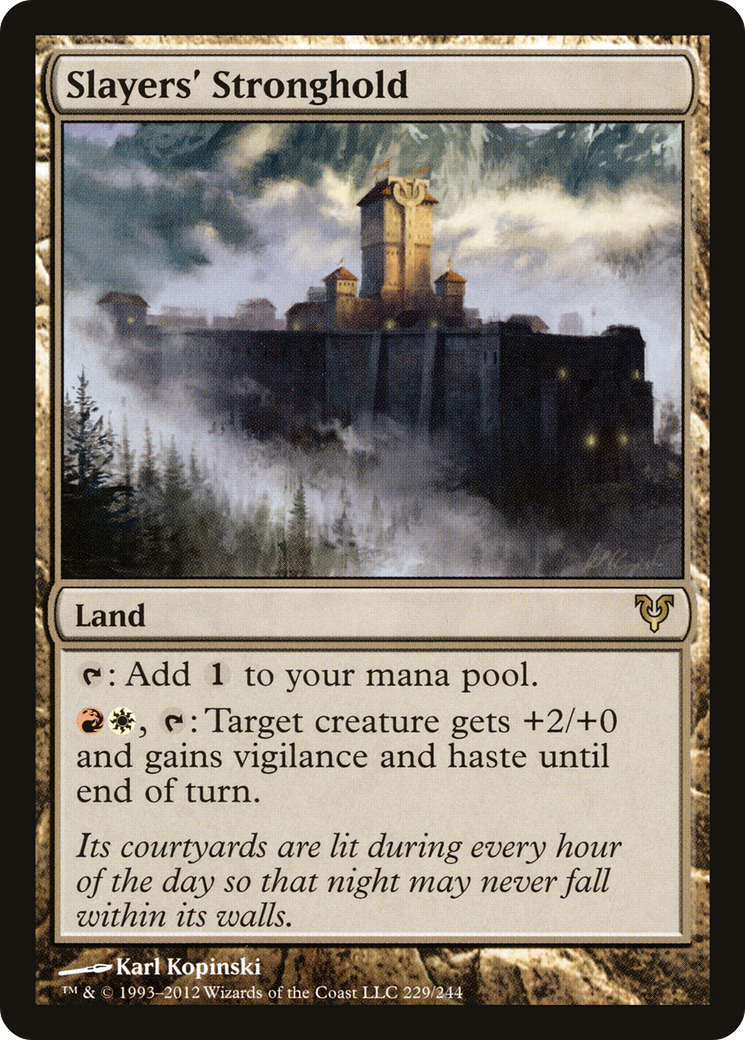 Slayers' Stronghold
Land
: Add 1 to your mana pool.
, : Target creature gets +2/+0
and gains vigilance and haste until
end of turn.
Its courtyards are lit during every hour
of the day so that night may never fall
within its walls.
Karl Kopinski
™ & © 1993–2012 Wizards of the Coast LLC 229/244